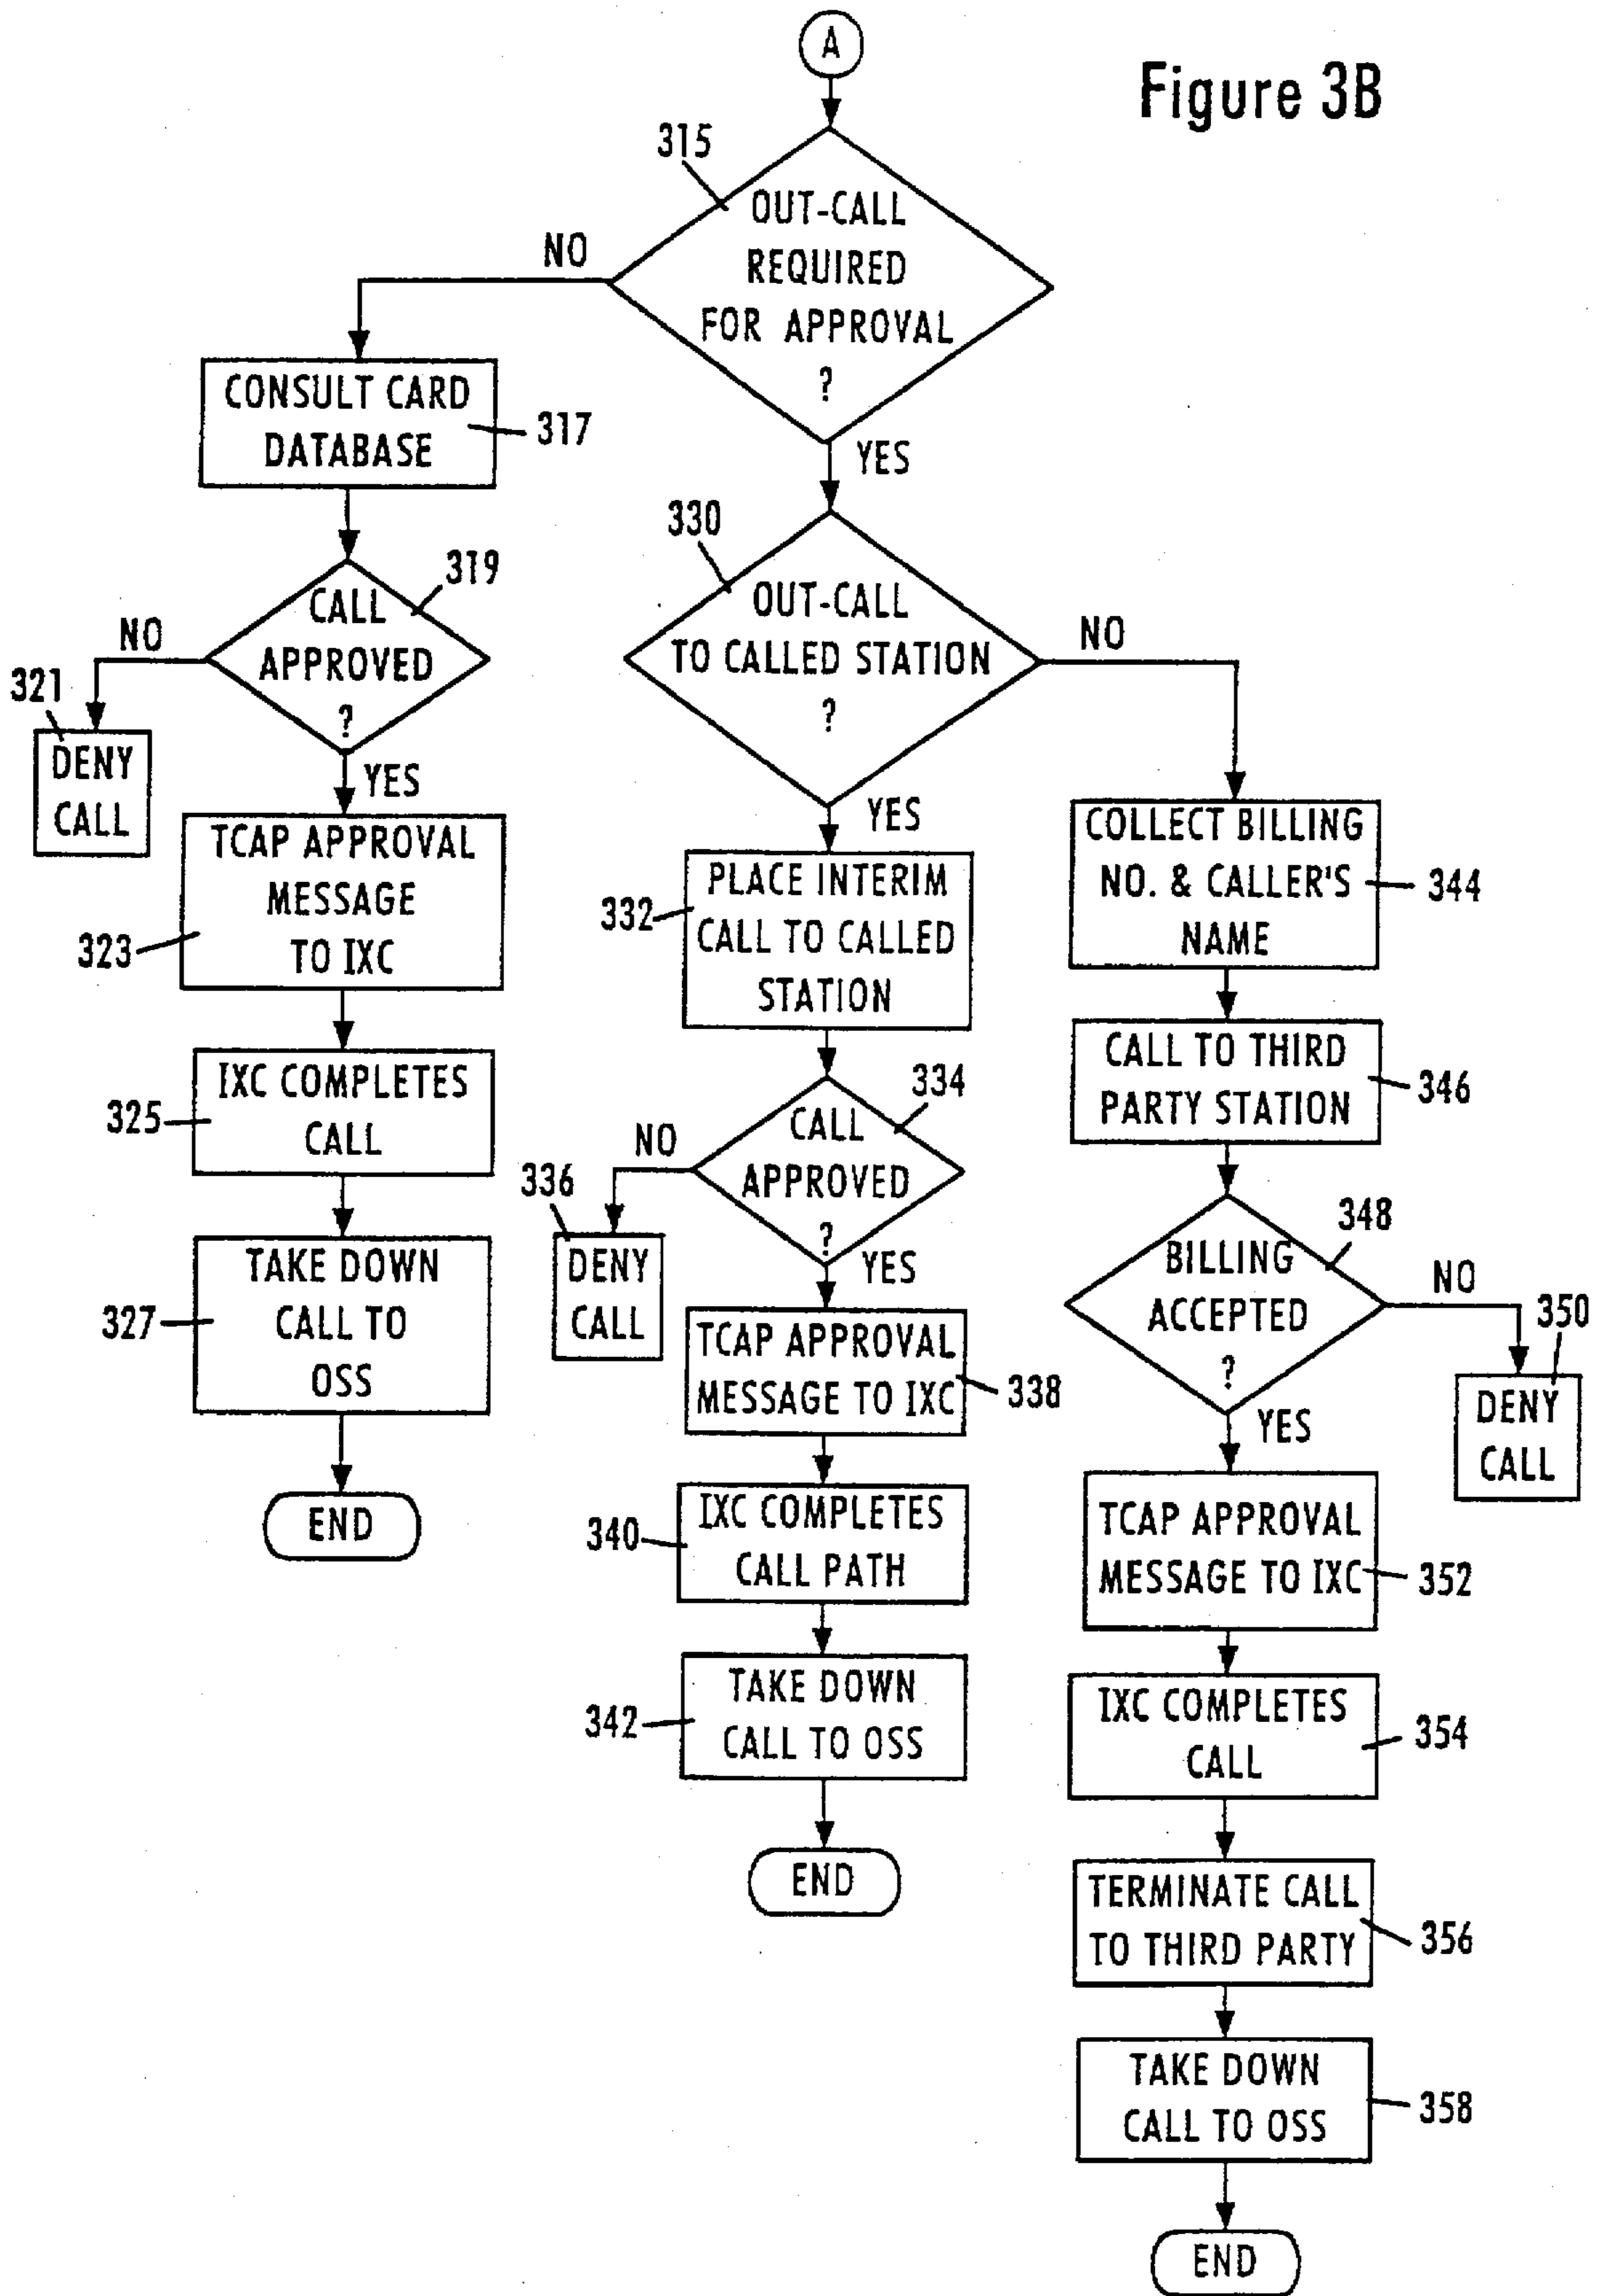 A
Figure 3B
315
OUT-CALL
REQUIRED
FOR APPROVAL
?
NO
YES
CONSULT CARD
DATABASE
317
319
CALL
APPROVED
?
NO
YES
321
DENY
CALL
TCAP APPROVAL
MESSAGE
TO IXC
323
IXC COMPLETES
CALL
325
TAKE DOWN
CALL TO
OSS
327
END
330
OUT-CALL
TO CALLED STATION
?
NO
YES
PLACE INTERIM
CALL TO CALLED
STATION
332
334
CALL
APPROVED
?
NO
YES
336
DENY
CALL
TCAP APPROVAL
MESSAGE TO IXC
338
IXC COMPLETES
CALL PATH
340
TAKE DOWN
CALL TO OSS
342
END
COLLECT BILLING
NO. & CALLER'S
NAME
344
CALL TO THIRD
PARTY STATION
346
348
BILLING
ACCEPTED
?
NO
YES
350
DENY
CALL
TCAP APPROVAL
MESSAGE TO IXC
352
IXC COMPLETES
CALL
354
TERMINATE CALL
TO THIRD PARTY
356
TAKE DOWN
CALL TO OSS
358
END